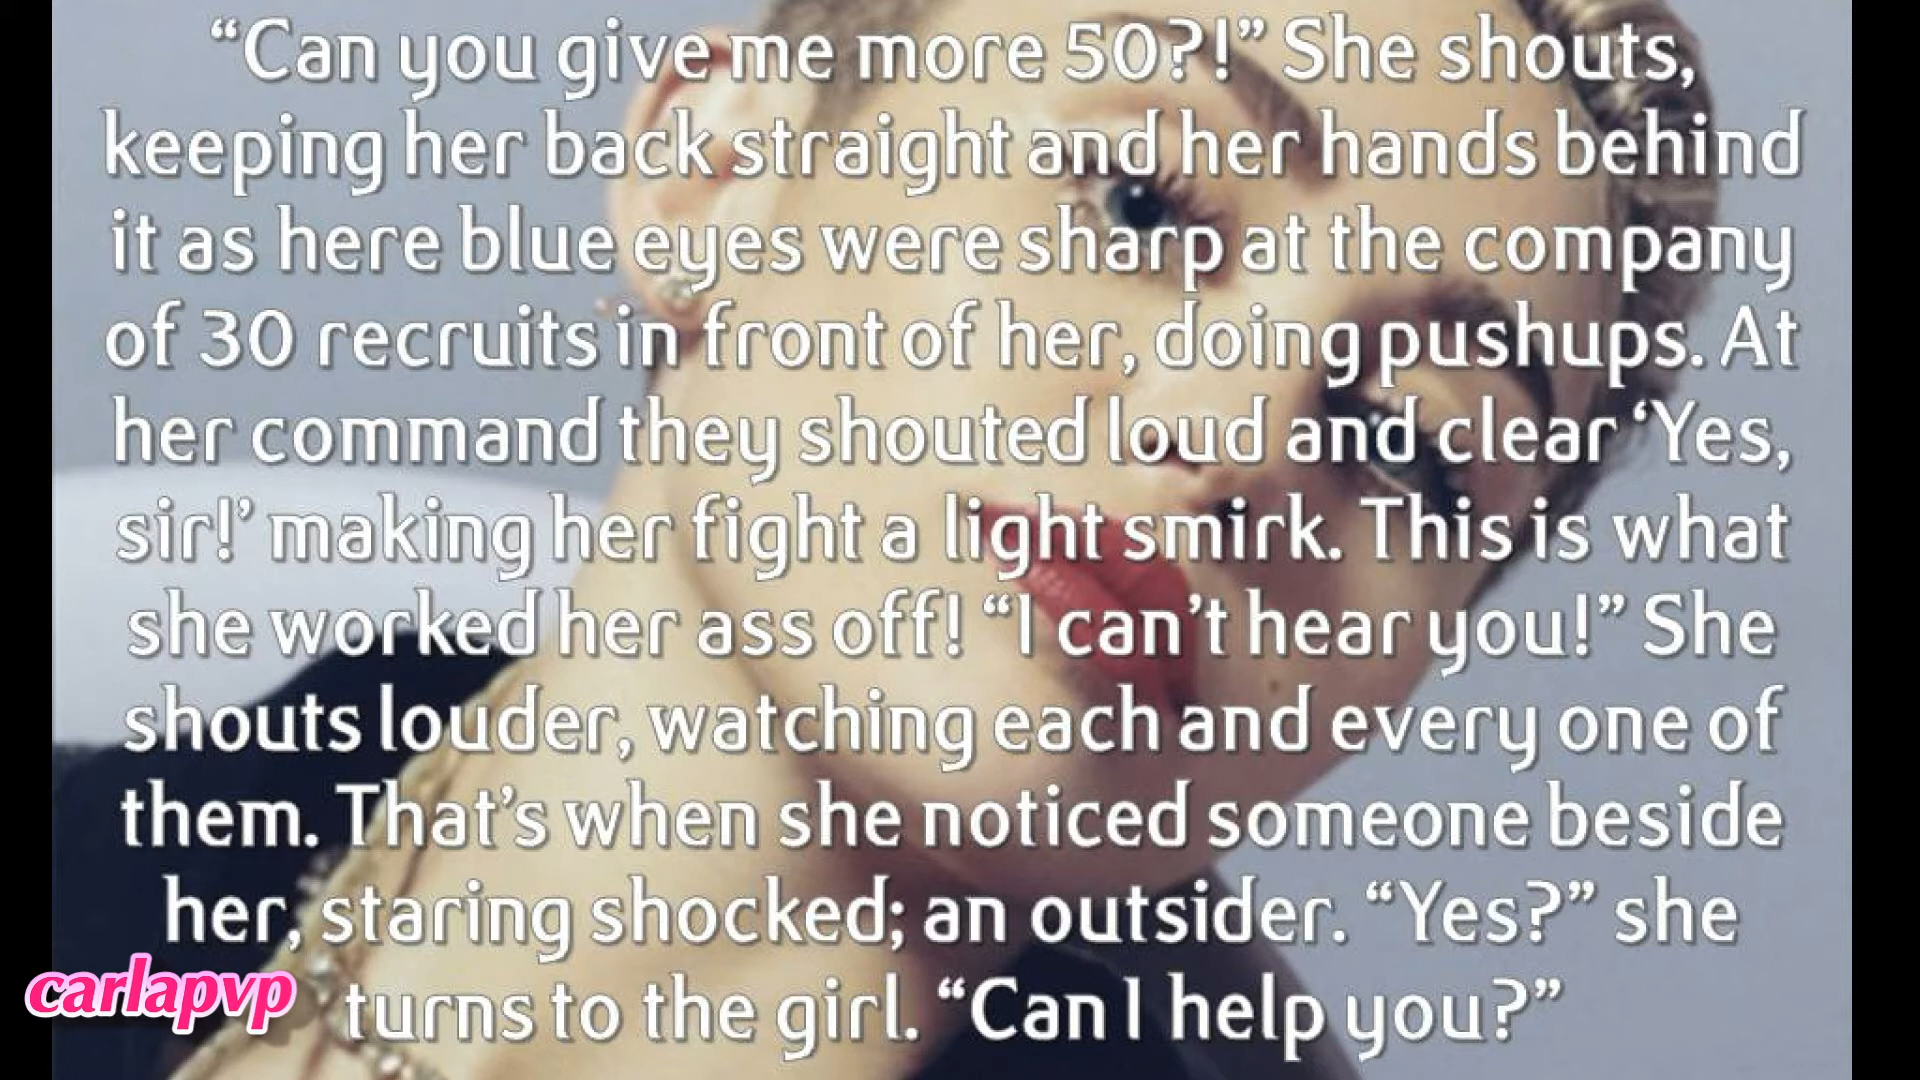 “Can you give me more 50?!” She shouts,
keeping her back straight and her hands behind
it as here blue eyes were sharp at the company
of 30 recruits in front of her, doing pushups. At
her command they shouted loud and clear ‘Yes,
sir!’ making her fight a light smirk. This is what
she worked her ass off! “I can’t hear you!” She
shouts louder, watching each and every one of
them. That’s when she noticed someone beside
her, staring shocked; an outsider. “Yes?” she
turns to the girl. “Can I help you?”
carlapvp